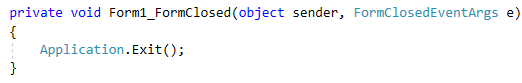 private void Form1_FormClosed(object sender, FormClosedEventArgs e)
{
    Application.Exit();
}